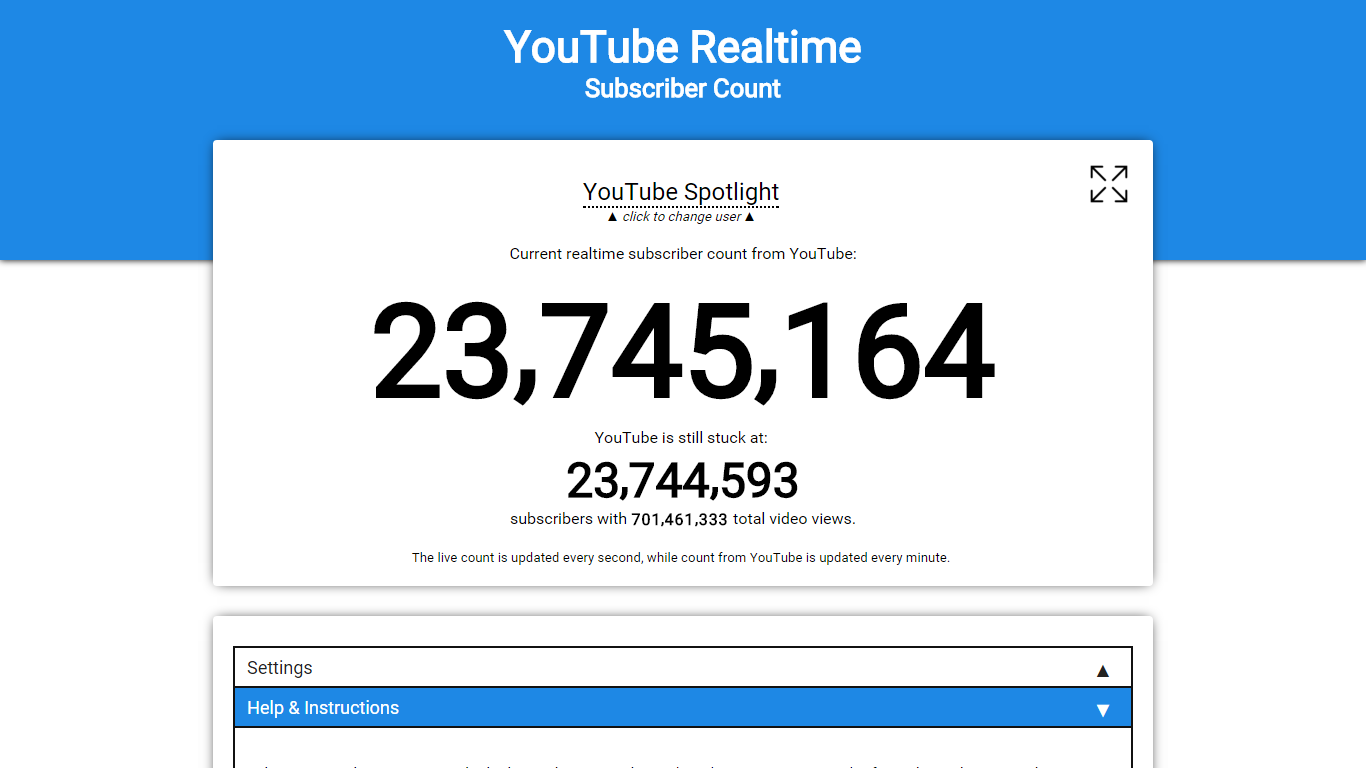 YouTube Realtime
Subscriber Count
YouTube Spotlight
▲ click to change user ▲
Current realtime subscriber count from YouTube:
23,745,164
YouTube is still stuck at:
23,744,593
subscribers with 701,461,333 total video views.
The live count is updated every second, while count from YouTube is updated every minute.
Settings ▲
Help & Instructions ▼